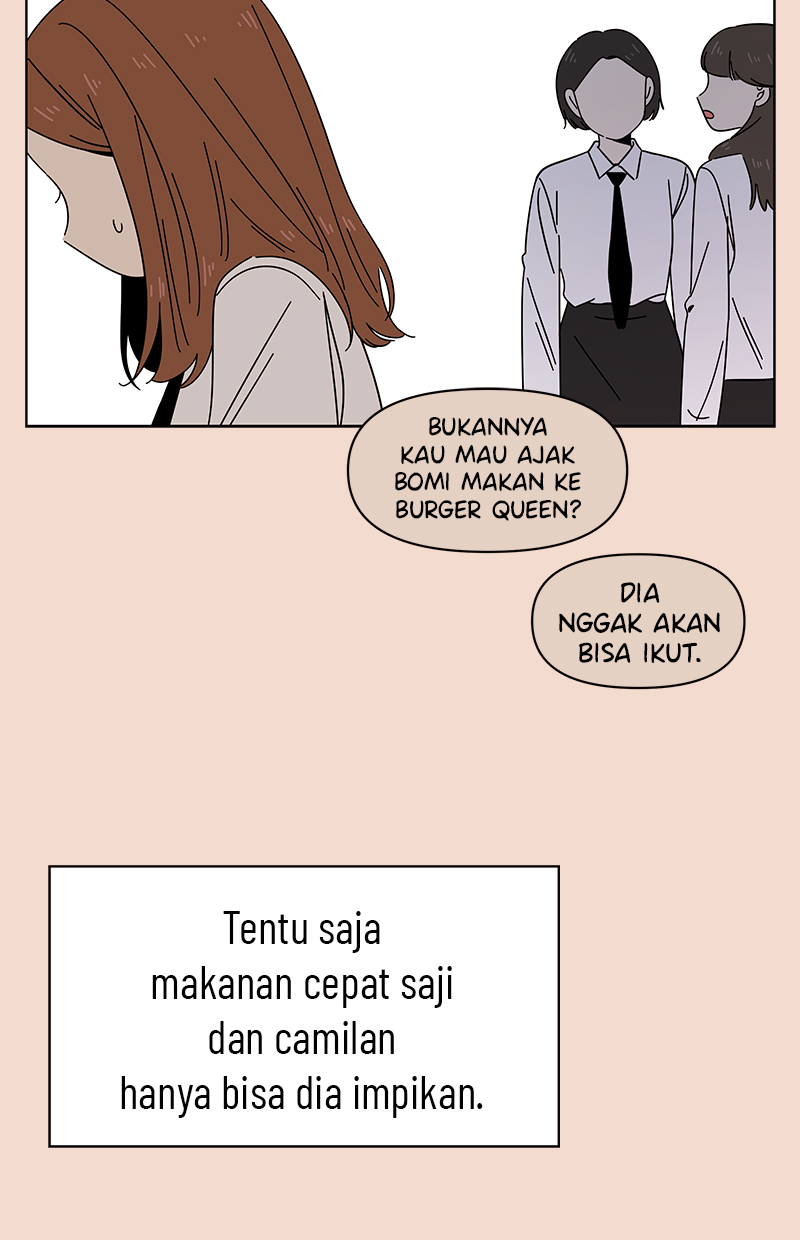 BUKANNYA
KAU MAU AJAK
BOMI MAKAN KE
BURGER QUEEN?
DIA
NGGAK AKAN
BISA IKUT.
Tentu saja
makanan cepat saji
dan camilan
hanya bisa dia impikan.